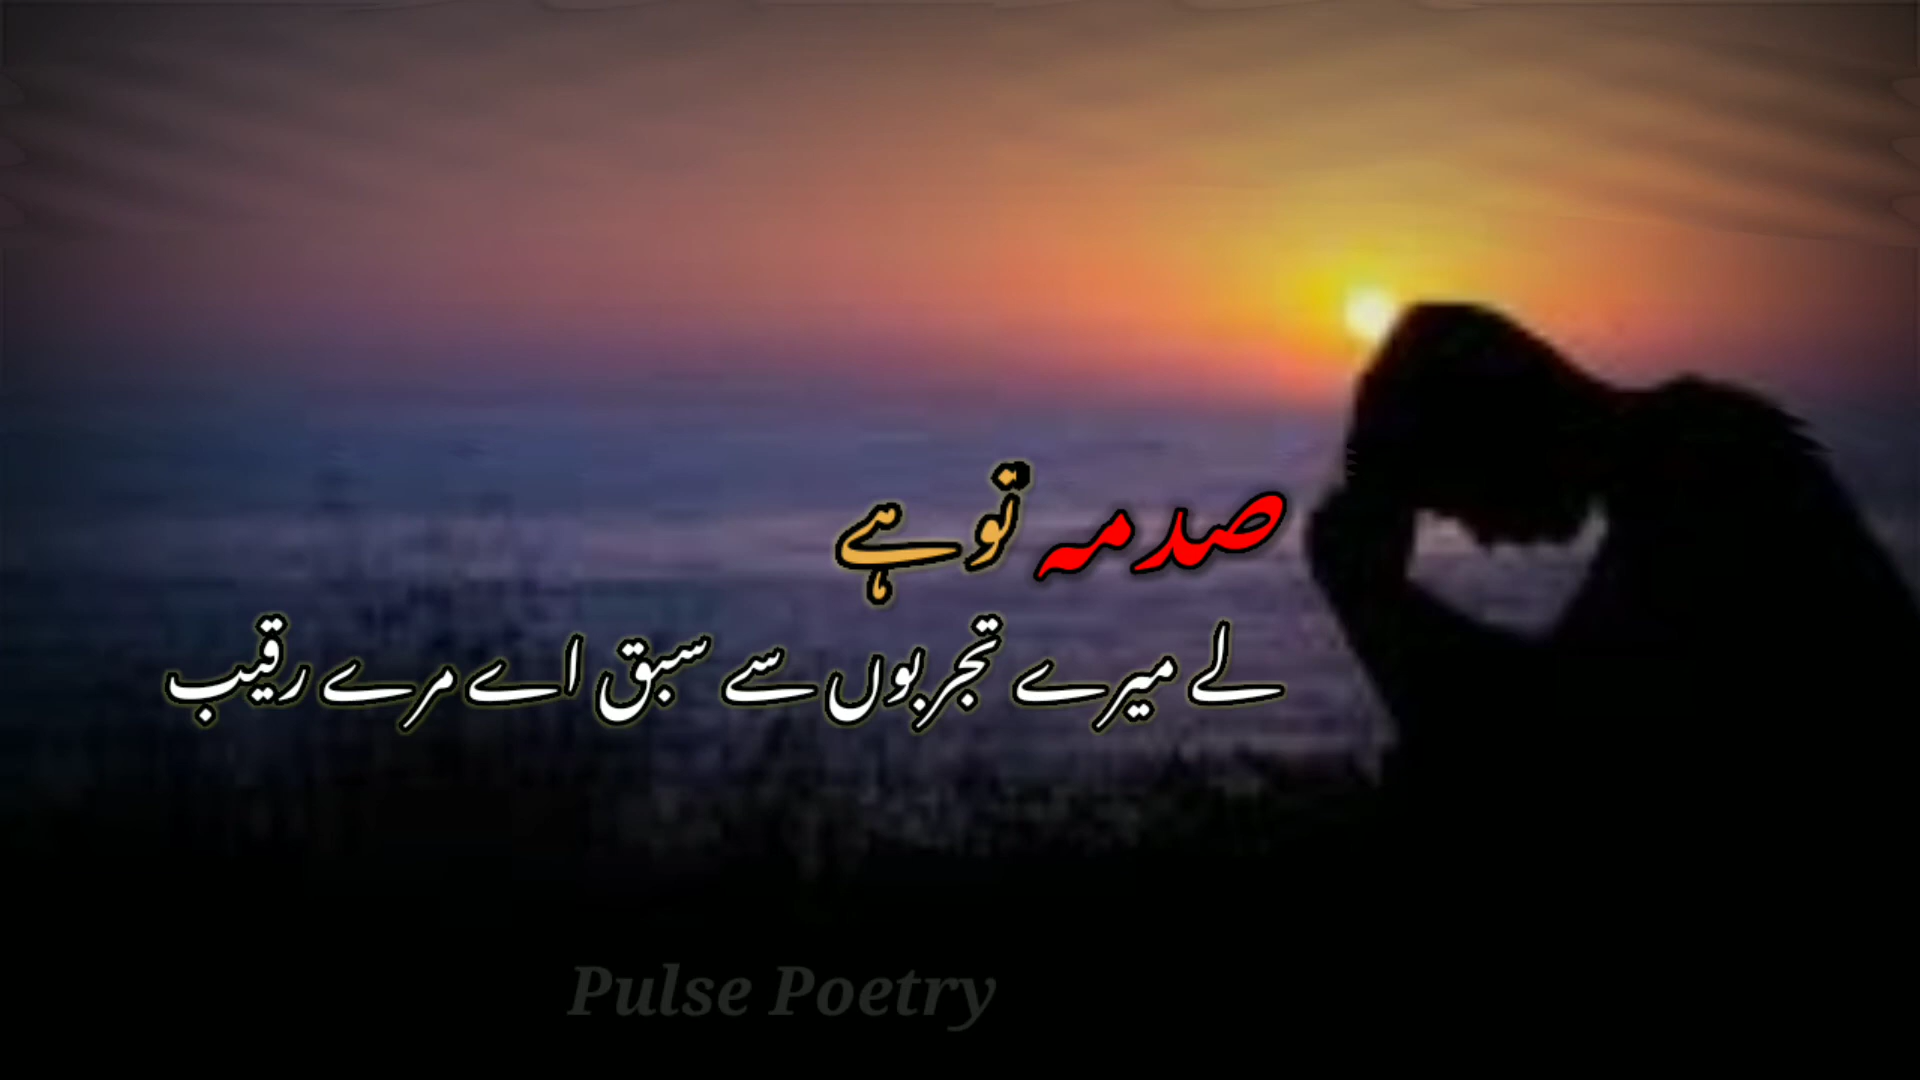 صدمہ تو ہے
لے میرے تجربوں سے سبق اے مرے رقیب
Pulse Poetry